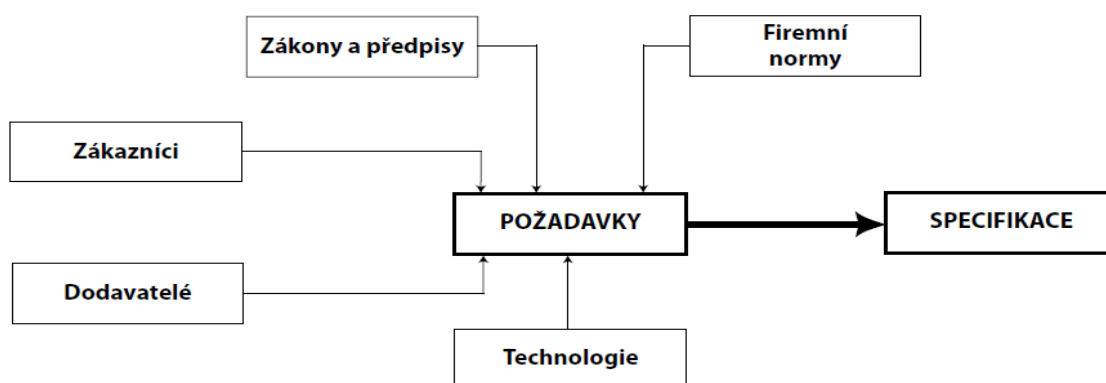 Zákony a předpisy
Firemní
normy
Zákazníci
POŽADAVKY
SPECIFIKACE
Dodavatelé
Technologie